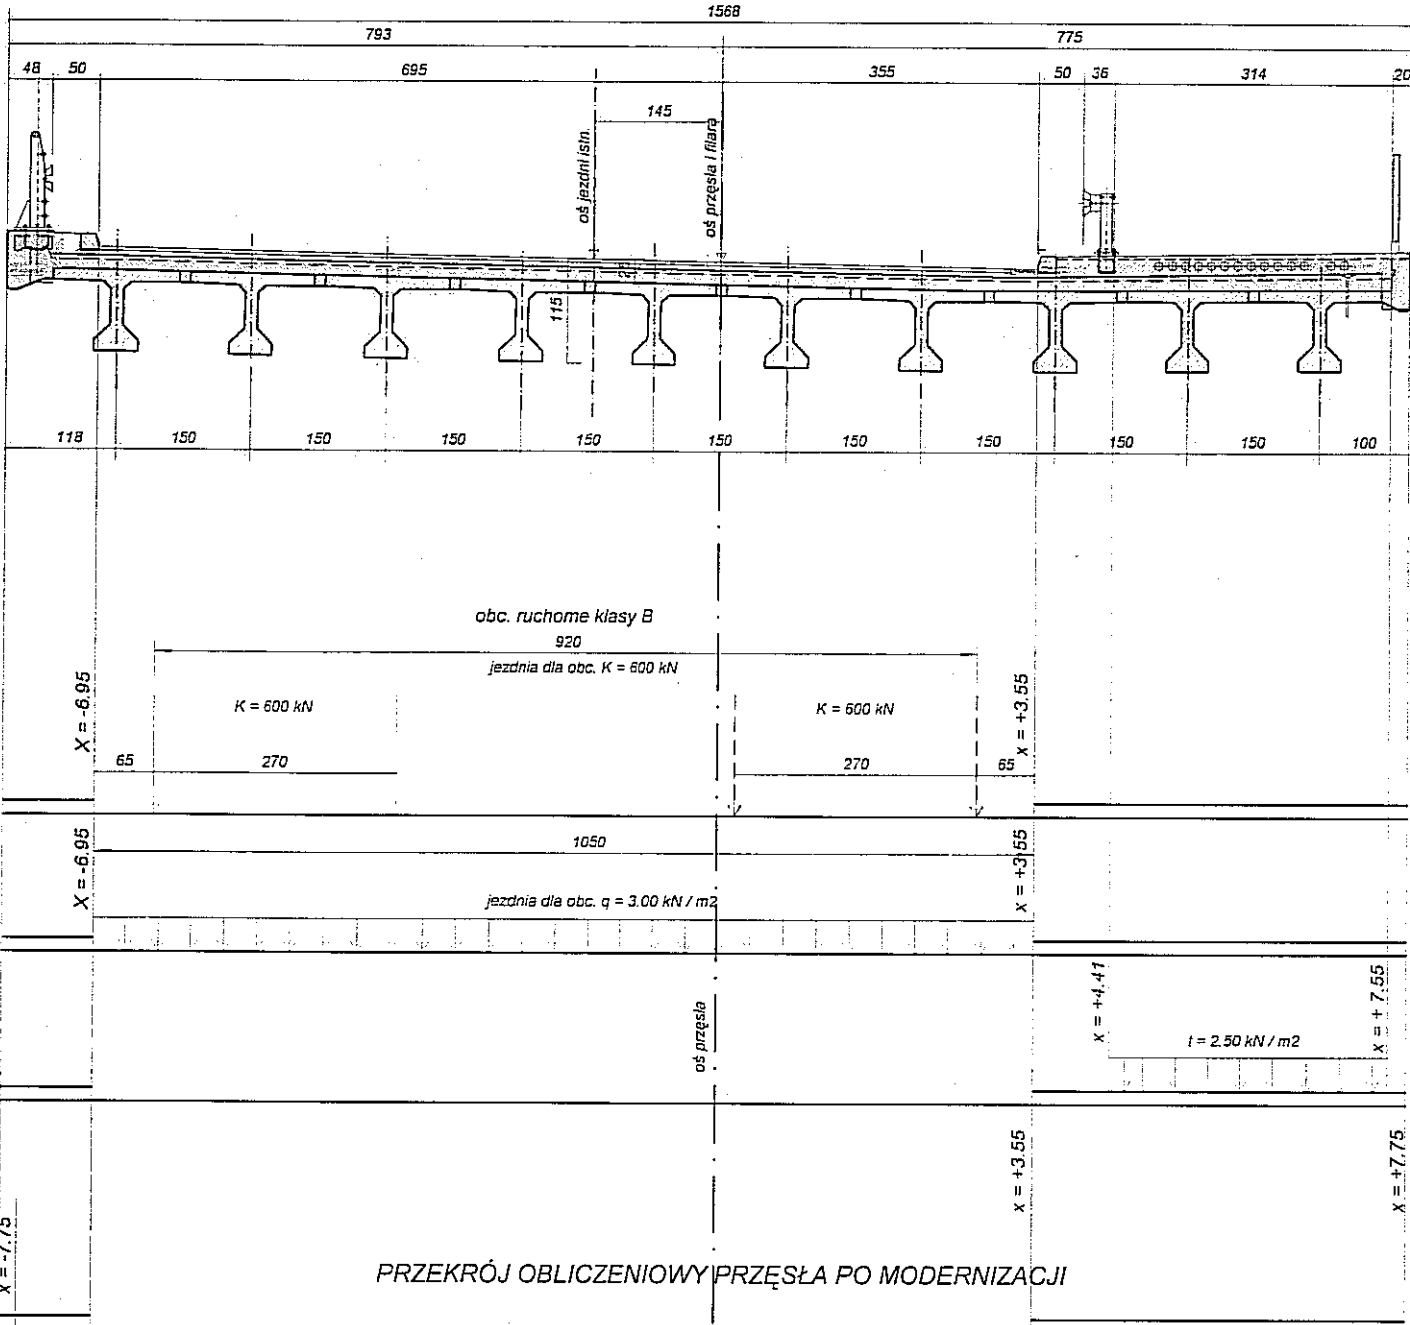 1568
793 775
48 50 695 355 50 36 314 20
145
oś jezdni istn.
oś przęsła i filara
115
118 150 150 150 150 150 150 150 150 150 100
obc. ruchome klasy B
920
jezdnia dla obc. K = 600 kN
X = -6.95
K = 600 kN
K = 600 kN
x = +3.55
65 270 270 65
X = -6.95
1050
x = +3.55
jezdnia dla obc. q = 3.00 kN / m2
oś przęsła
x = +4.41
t = 2.50 kN / m2
x = + 7.55
x = -7.75
x = +3.55
x = +7.75
PRZEKRÓJ OBLICZENIOWY PRZĘSŁA PO MODERNIZACJI